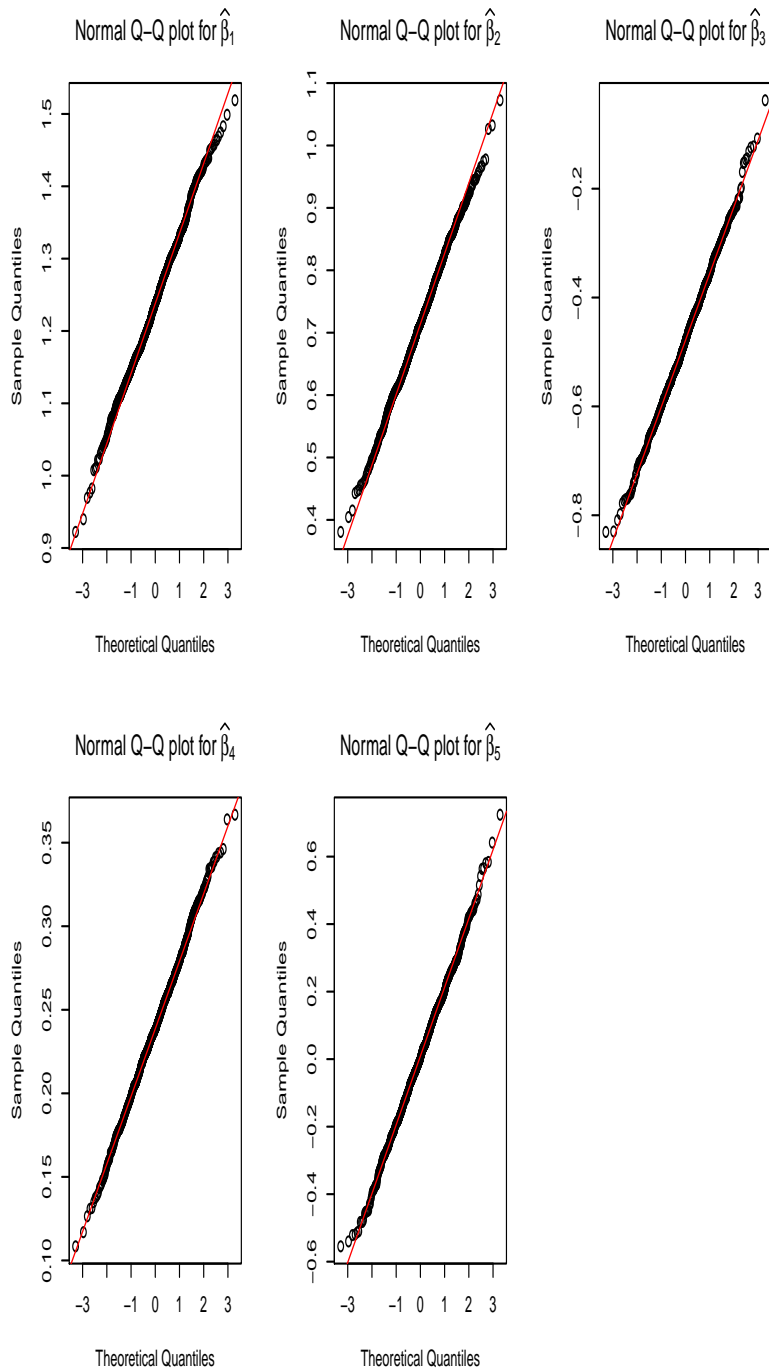 Normal Q−Q plot for β̂₁
Sample Quantiles
0.9 1.0 1.1 1.2 1.3 1.4 1.5
−3 −1 0 1 2 3
Theoretical Quantiles
Normal Q−Q plot for β̂₂
Sample Quantiles
0.4 0.5 0.6 0.7 0.8 0.9 1.0 1.1
−3 −1 0 1 2 3
Theoretical Quantiles
Normal Q−Q plot for β̂₃
Sample Quantiles
−0.8 −0.6 −0.4 −0.2
−3 −1 0 1 2 3
Theoretical Quantiles
Normal Q−Q plot for β̂₄
Sample Quantiles
0.10 0.15 0.20 0.25 0.30 0.35
−3 −1 0 1 2 3
Theoretical Quantiles
Normal Q−Q plot for β̂₅
Sample Quantiles
−0.6 −0.4 −0.2 0.0 0.2 0.4 0.6
−3 −1 0 1 2 3
Theoretical Quantiles